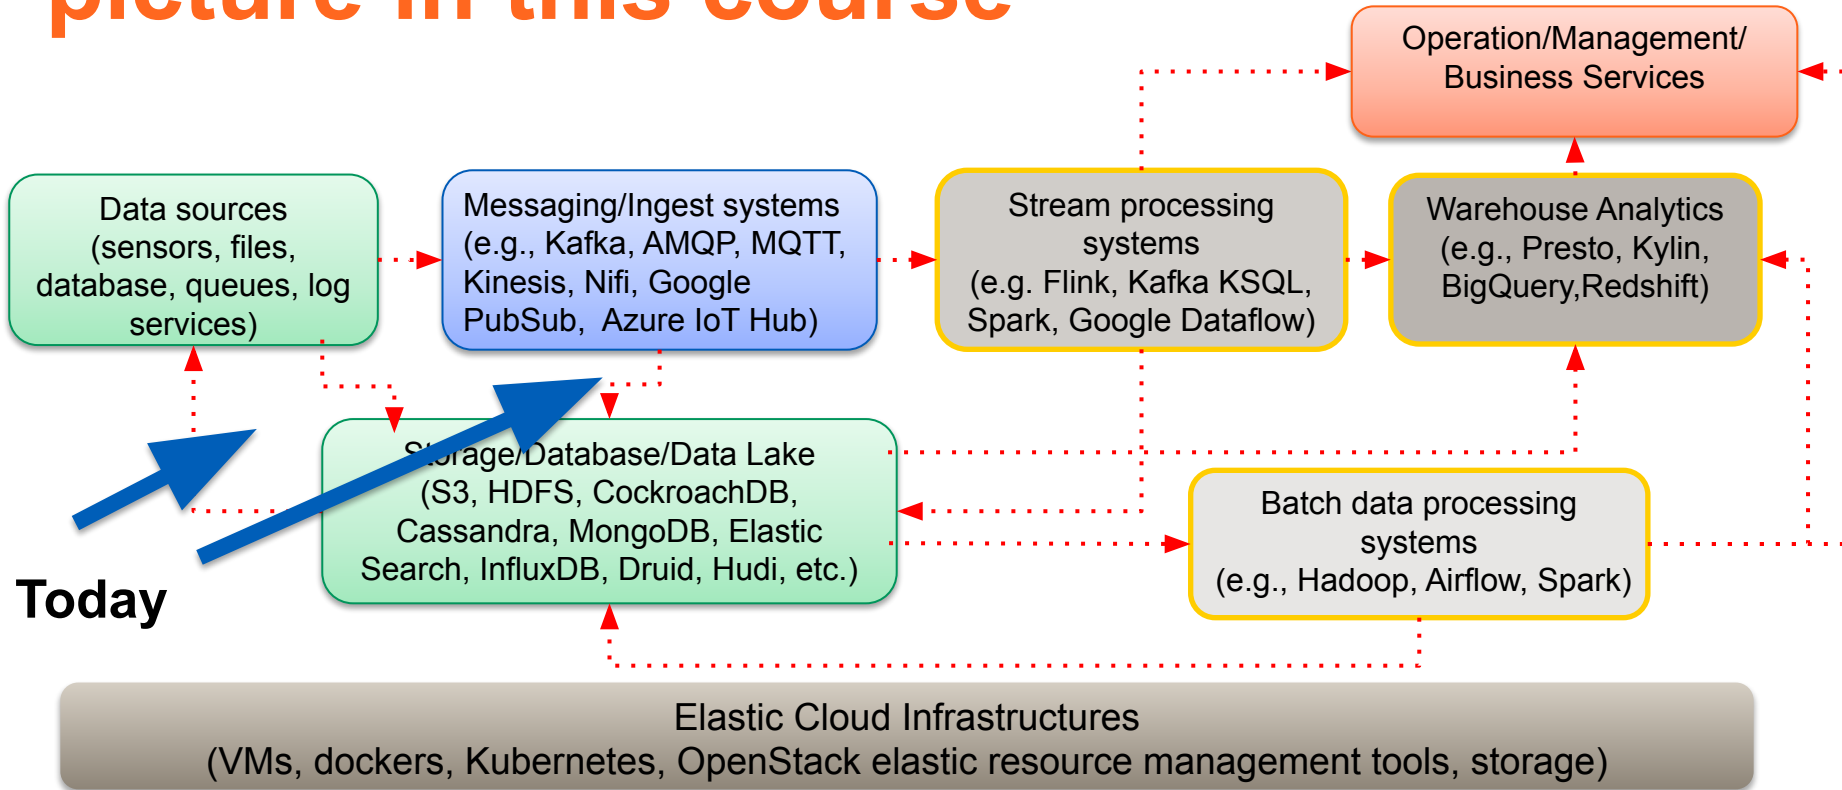 picture in this course
Operation/Management/
Business Services
Data sources
(sensors, files,
database, queues, log
services)
Messaging/Ingest systems
(e.g., Kafka, AMQP, MQTT,
Kinesis, Nifi, Google
PubSub, Azure IoT Hub)
Stream processing
systems
(e.g. Flink, Kafka KSQL,
Spark, Google Dataflow)
Warehouse Analytics
(e.g., Presto, Kylin,
BigQuery,Redshift)
Storage/Database/Data Lake
(S3, HDFS, CockroachDB,
Cassandra, MongoDB, Elastic
Search, InfluxDB, Druid, Hudi, etc.)
Batch data processing
systems
(e.g., Hadoop, Airflow, Spark)
Today
Elastic Cloud Infrastructures
(VMs, dockers, Kubernetes, OpenStack elastic resource management tools, storage)